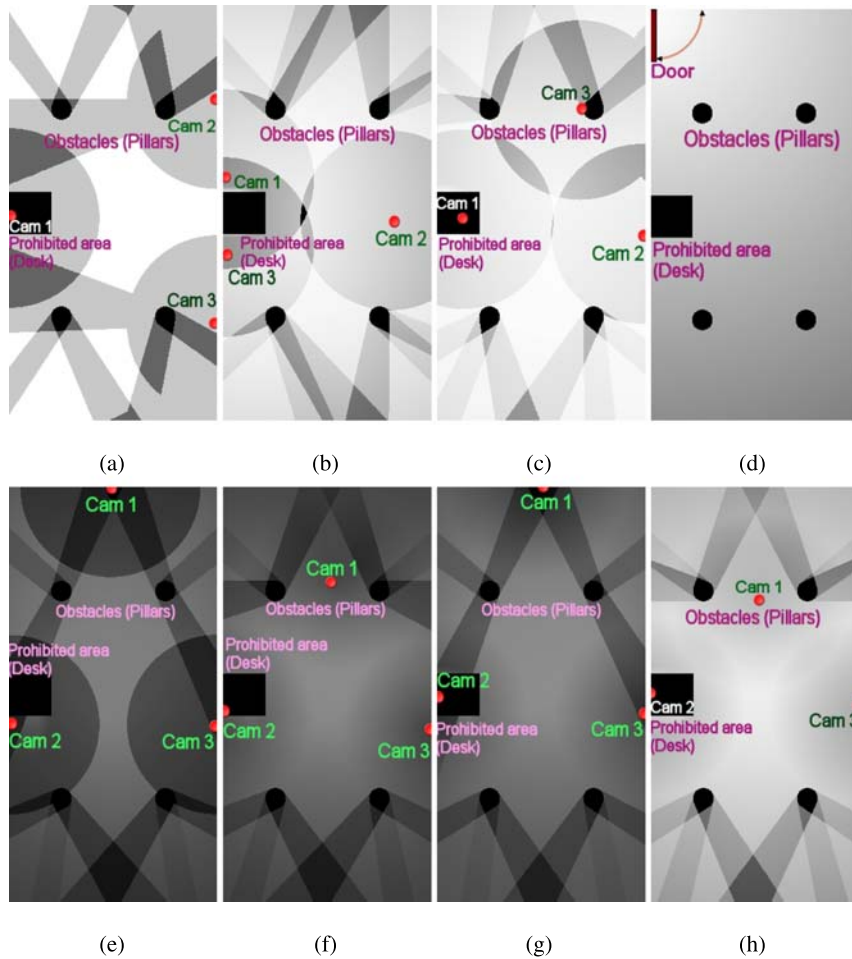 Cam 2
Obstacles (Pillars)
Cam 1
Prohibited area
(Desk)
Cam 3
(a)
Obstacles (Pillars)
Cam 1
Cam 2
Prohibited area
(Desk)
Cam 3
(b)
Cam 3
Obstacles (Pillars)
Cam 1
Prohibited area
(Desk)
Cam 2
(c)
Door
Obstacles (Pillars)
Prohibited area
(Desk)
(d)
Cam 1
Obstacles (Pillars)
Prohibited area
(Desk)
Cam 2
Cam 3
(e)
Cam 1
Obstacles (Pillars)
Prohibited area
(Desk)
Cam 2
Cam 3
(f)
Cam 1
Obstacles (Pillars)
Cam 2
Cam 3
Prohibited area
(Desk)
(g)
Cam 1
Obstacles (Pillars)
Cam 2
Cam 3
Prohibited area
(Desk)
(h)